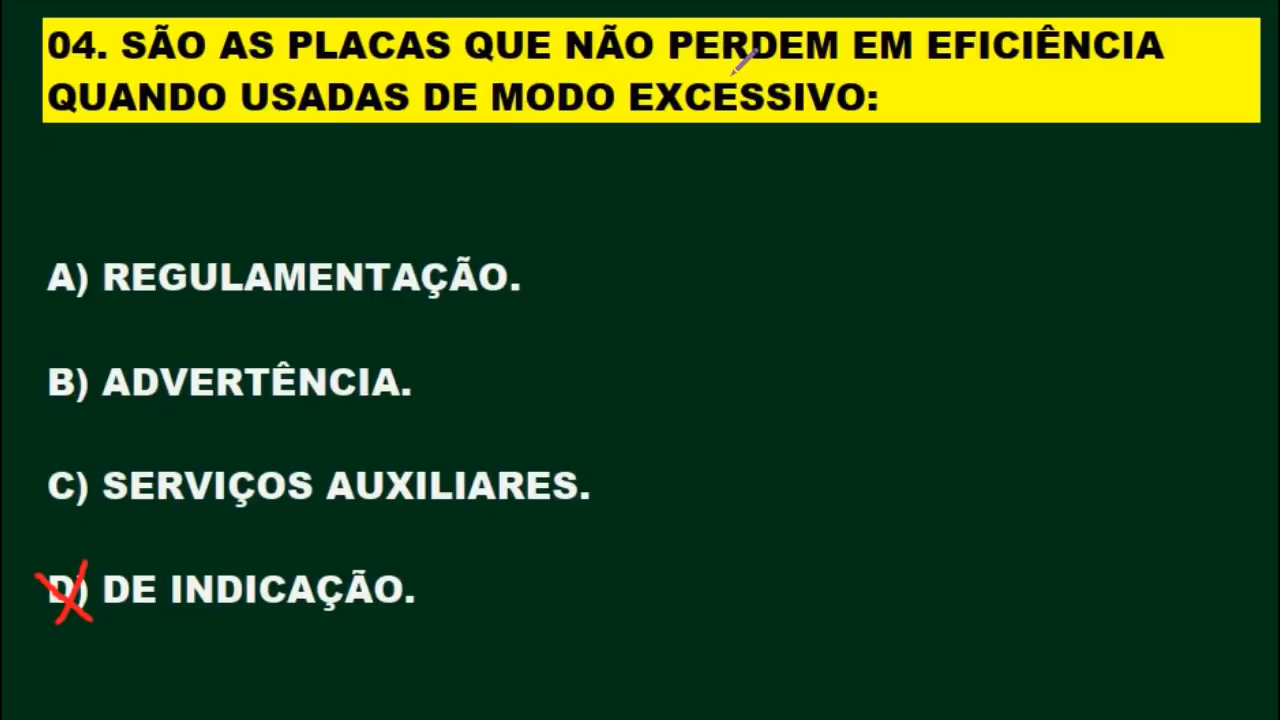 04. SÃO AS PLACAS QUE NÃO PERDEM EM EFICIÊNCIA
QUANDO USADAS DE MODO EXCESSIVO:
A) REGULAMENTAÇÃO.
B) ADVERTÊNCIA.
C) SERVIÇOS AUXILIARES.
D) DE INDICAÇÃO.